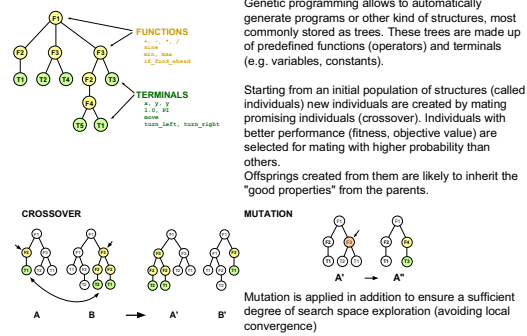 Genetic programming allows to automatically
generate programs or other kind of structures, most
commonly stored as trees. These trees are made up
of predefined functions (operators) and terminals
(e.g. variables, constants).
F1
F2 F3 F3
T1 T2 T4 F2 T3
F4
T5 T1
FUNCTIONS
+, -, *, /
sine
min, max
if_food_ahead
TERMINALS
x, y, y
1.0, PI
move
turn_left, turn_right
Starting from an initial population of structures (called
individuals) new individuals are created by mating
promising individuals (crossover). Individuals with
better performance (fitness, objective value) are
selected for mating with higher probability than
others.
Offsprings created from them are likely to inherit the
"good properties" from the parents.
CROSSOVER
A B A' B'
MUTATION
A' A"
Mutation is applied in addition to ensure a sufficient
degree of search space exploration (avoiding local
convergence)